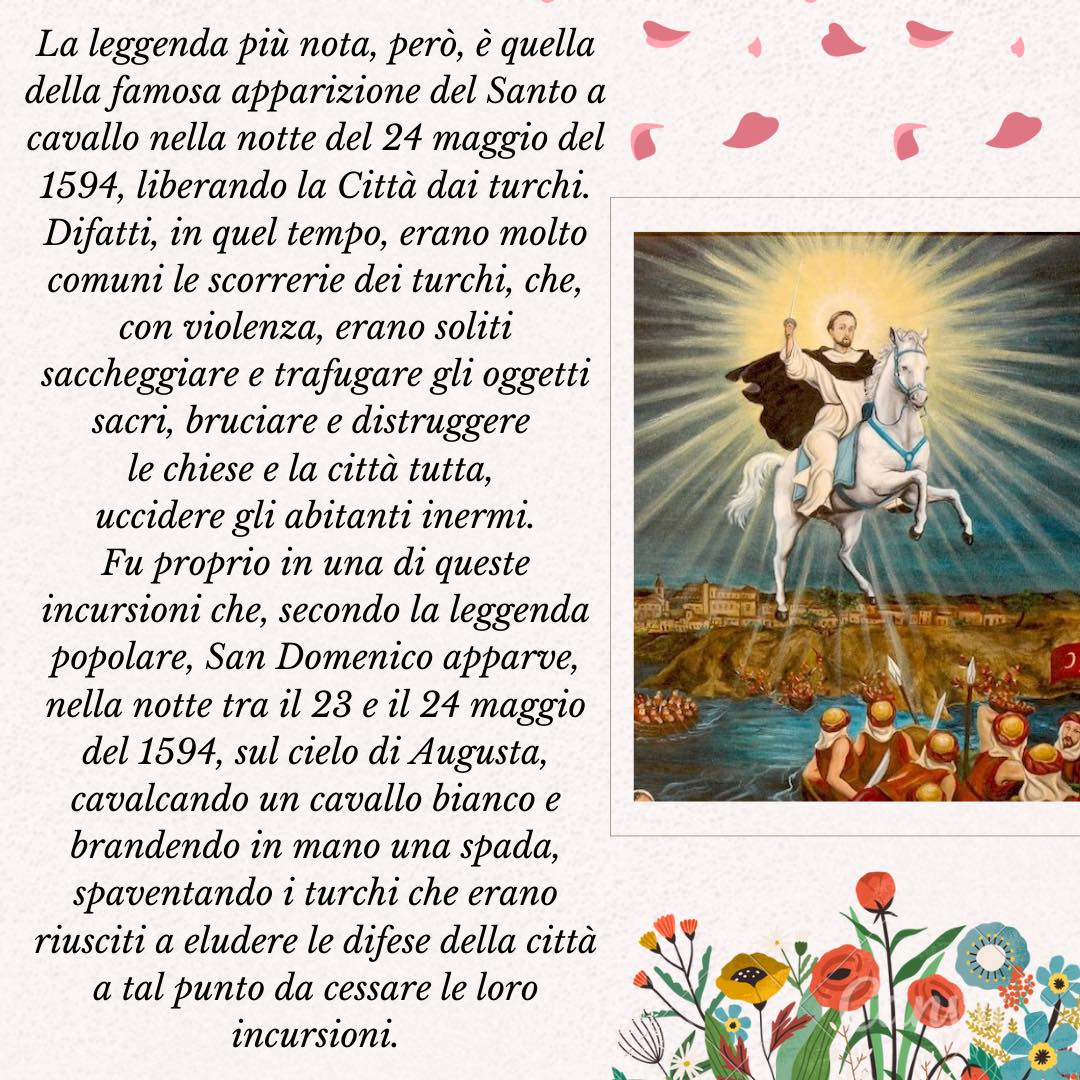 La leggenda più nota, però, è quella
della famosa apparizione del Santo a
cavallo nella notte del 24 maggio del
1594, liberando la Città dai turchi.
Difatti, in quel tempo, erano molto
comuni le scorrerie dei turchi, che,
con violenza, erano soliti
saccheggiare e trafugare gli oggetti
sacri, bruciare e distruggere
le chiese e la città tutta,
uccidere gli abitanti inermi.
Fu proprio in una di queste
incursioni che, secondo la leggenda
popolare, San Domenico apparve,
nella notte tra il 23 e il 24 maggio
del 1594, sul cielo di Augusta,
cavalcando un cavallo bianco e
brandendo in mano una spada,
spaventando i turchi che erano
riusciti a eludere le difese della città
a tal punto da cessare le loro
incursioni.